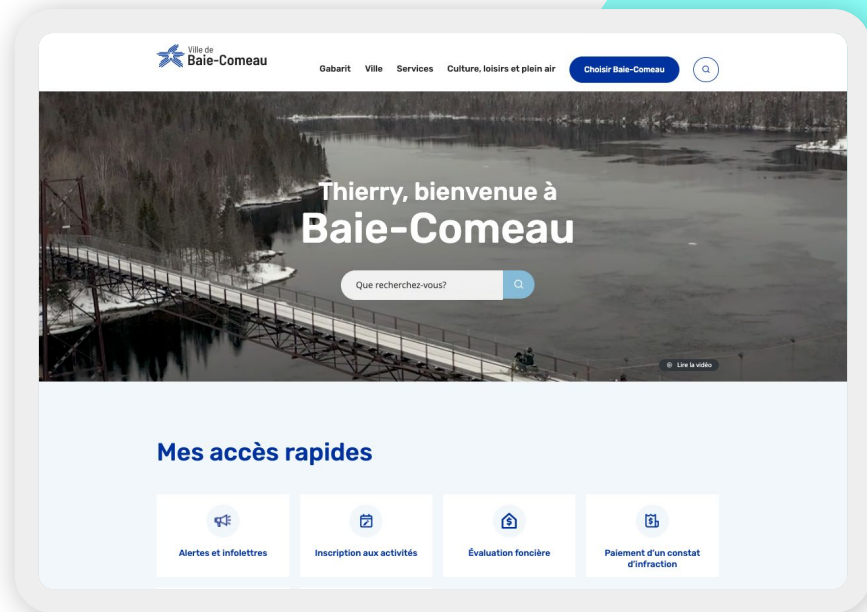 Ville de
Baie-Comeau
Gabarit Ville Services Culture, loisirs et plein air Choisir Baie-Comeau
Thierry, bienvenue à
Baie-Comeau
Que recherchez-vous?
Lire la vidéo
Mes accès rapides
Alertes et infolettres
Inscription aux activités
Évaluation foncière
Paiement d'un constat
d'infraction